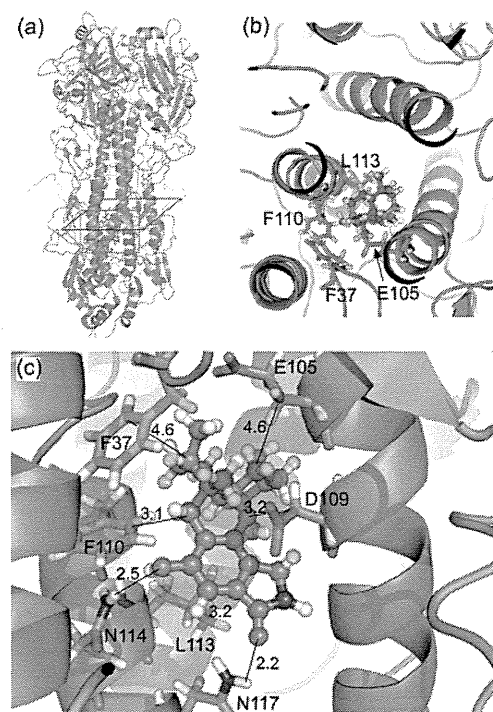 (a)
(b)
L113
F110
F37
E105
(c)
E105
F37
4.6
4.6
D109
3.2
3.1
F110
2.5
3.2
L113
N114
2.2
N117